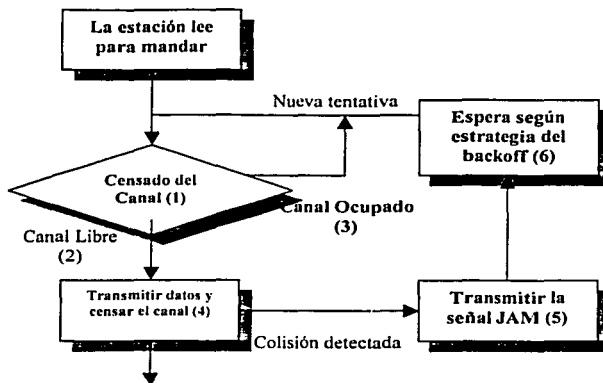 La estación lee
para mandar
Nueva tentativa
Espera según
estrategia del
backoff (6)
Censado del
Canal (1)
Canal Ocupado
(3)
Canal Libre
(2)
Transmitir datos y
censar el canal (4)
Transmitir la
señal JAM (5)
Colisión detectada